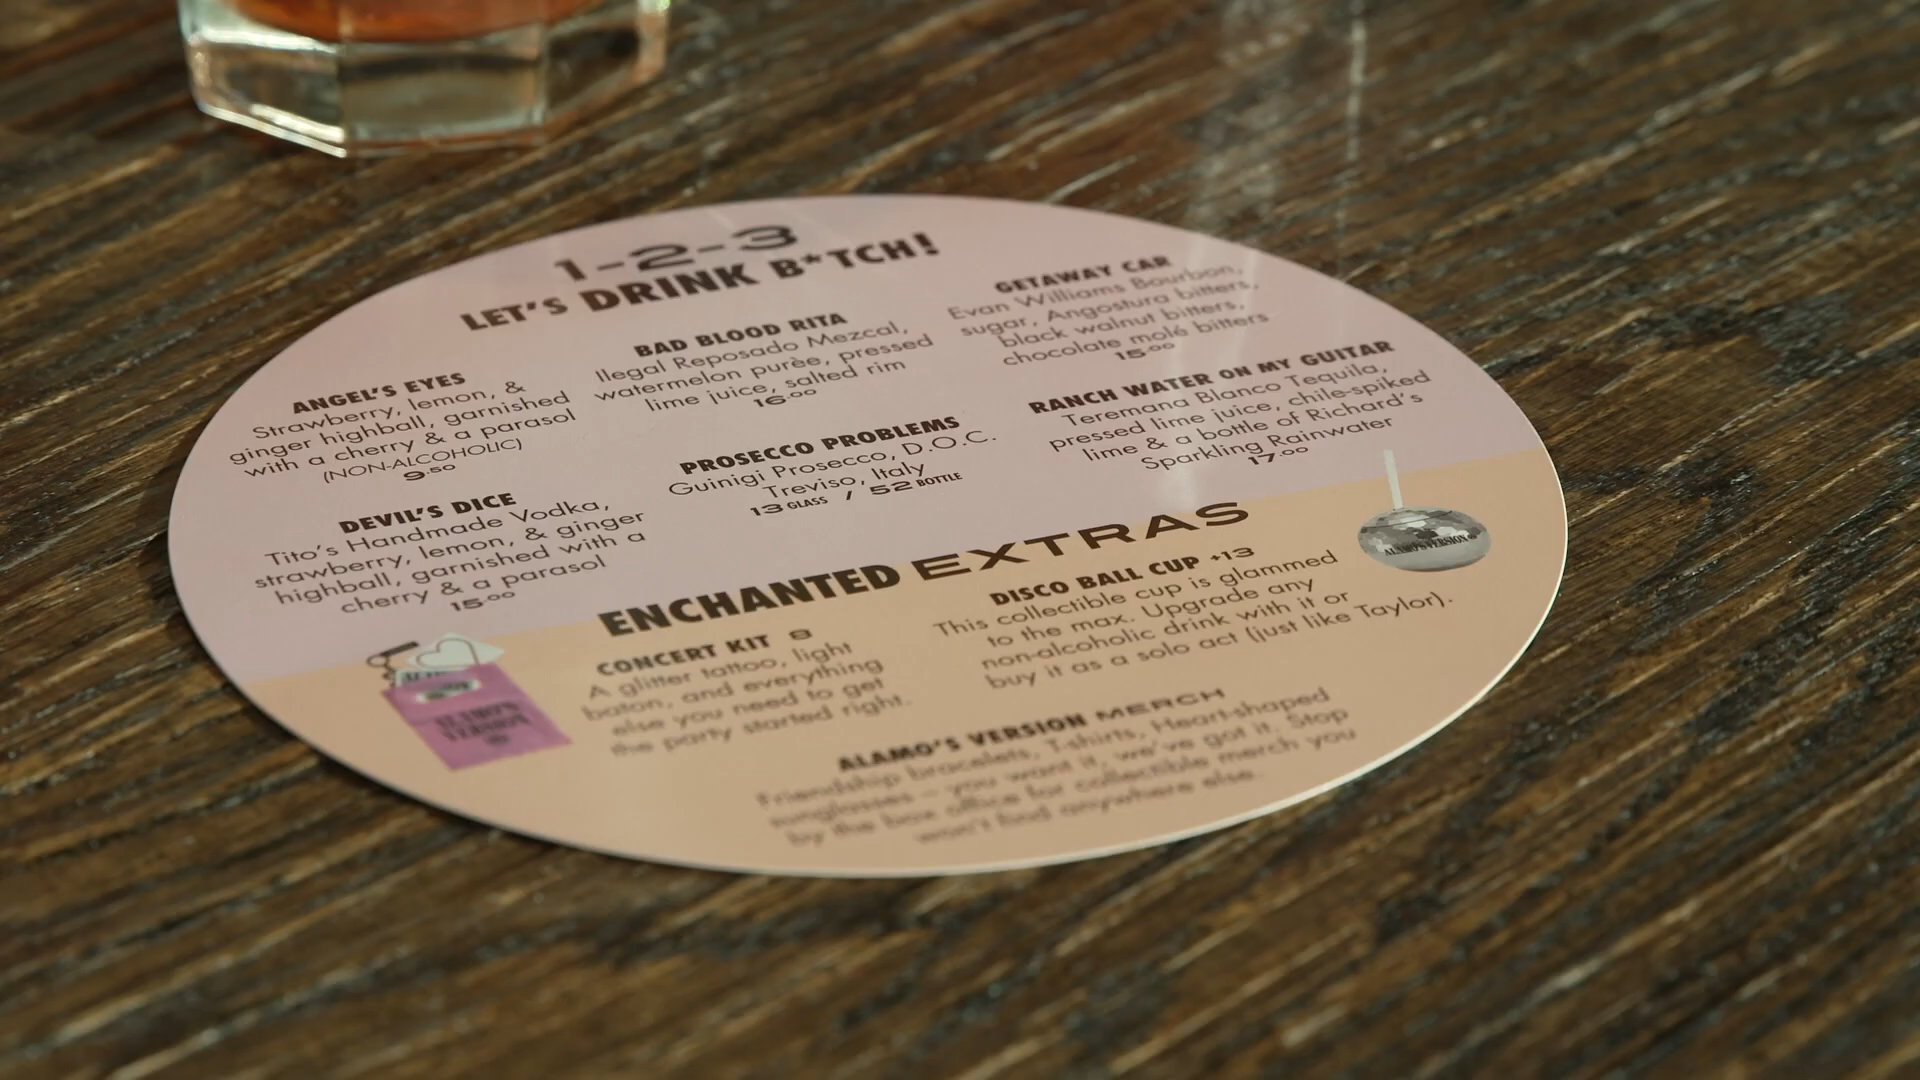 1-2-3
LET'S DRINK B*TCH!
ANGEL'S EYES
Strawberry, lemon, &
ginger highball, garnished
with a cherry & a parasol
(NON-ALCOHOLIC)
9.50
DEVIL'S DICE
Tito's Handmade Vodka,
strawberry, lemon, & ginger
highball, garnished with a
cherry & a parasol
15.00
BAD BLOOD RITA
Ilegal Reposado Mezcal,
watermelon purèe, pressed
lime juice, salted rim
16.00
PROSECCO PROBLEMS
Guinigi Prosecco, D.O.C.
Treviso, Italy
13 GLASS / 52 BOTTLE
GETAWAY CAR
Evan Williams Bourbon,
sugar, Angostura bitters,
black walnut bitters,
chocolate molé bitters
15.00
RANCH WATER ON MY GUITAR
Teremana Blanco Tequila,
pressed lime juice, chile-spiked
lime & a bottle of Richard's
Sparkling Rainwater
17.00
ENCHANTED EXTRAS
CONCERT KIT 8
A glitter tattoo, light
baton, and everything
else you need to get
the party started right.
DISCO BALL CUP +13
This collectible cup is glammed
to the max. Upgrade any
non-alcoholic drink with it or
buy it as a solo act (just like Taylor).
ALAMO'S VERSION
ALAMO'S
VERSION
ALAMO'S VERSION MERCH
Friendship bracelets, T-shirts, Heart-shaped
sunglasses – you want it, we've got it. Stop
by the box office for collectible merch you
won't find anywhere else.